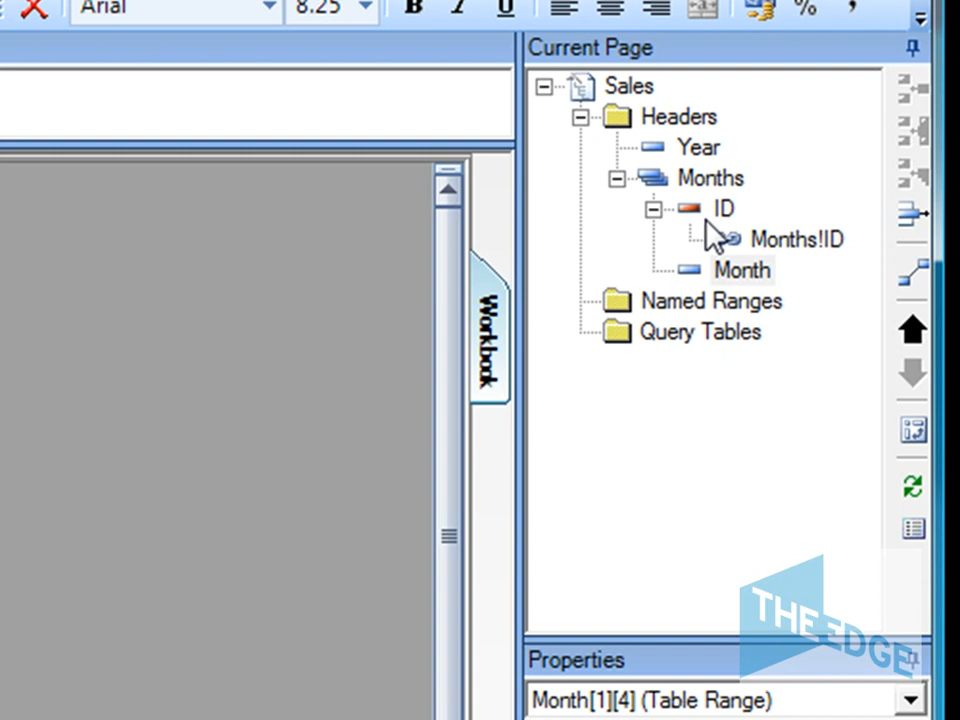 Arial 8.25 B I U % ,
Current Page
Sales
Headers
Year
Months
ID
Months!ID
Month
Named Ranges
Query Tables
Workbook
THE EDGE
Properties
Month[1][4] (Table Range)